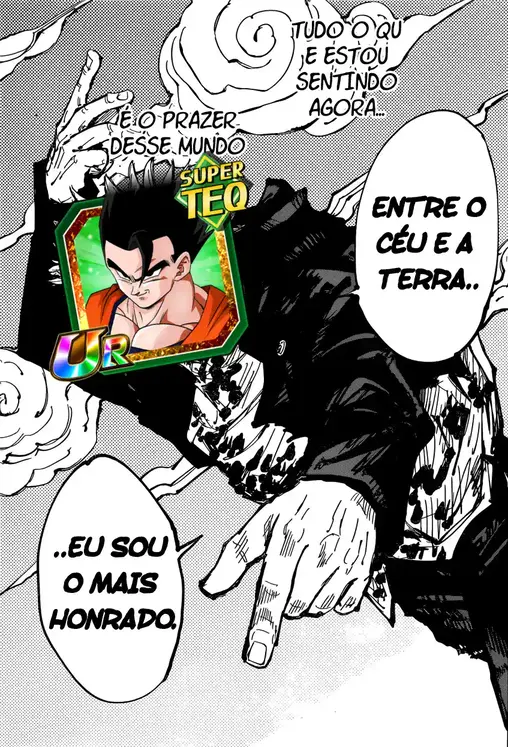 TUDO O QU
E ESTOU
SENTINDO
AGORA...
É O PRAZER
DESSE MUNDO
SUPER
TEQ
UR
ENTRE O
CÉU E A
TERRA..
..EU SOU
O MAIS
HONRADO.